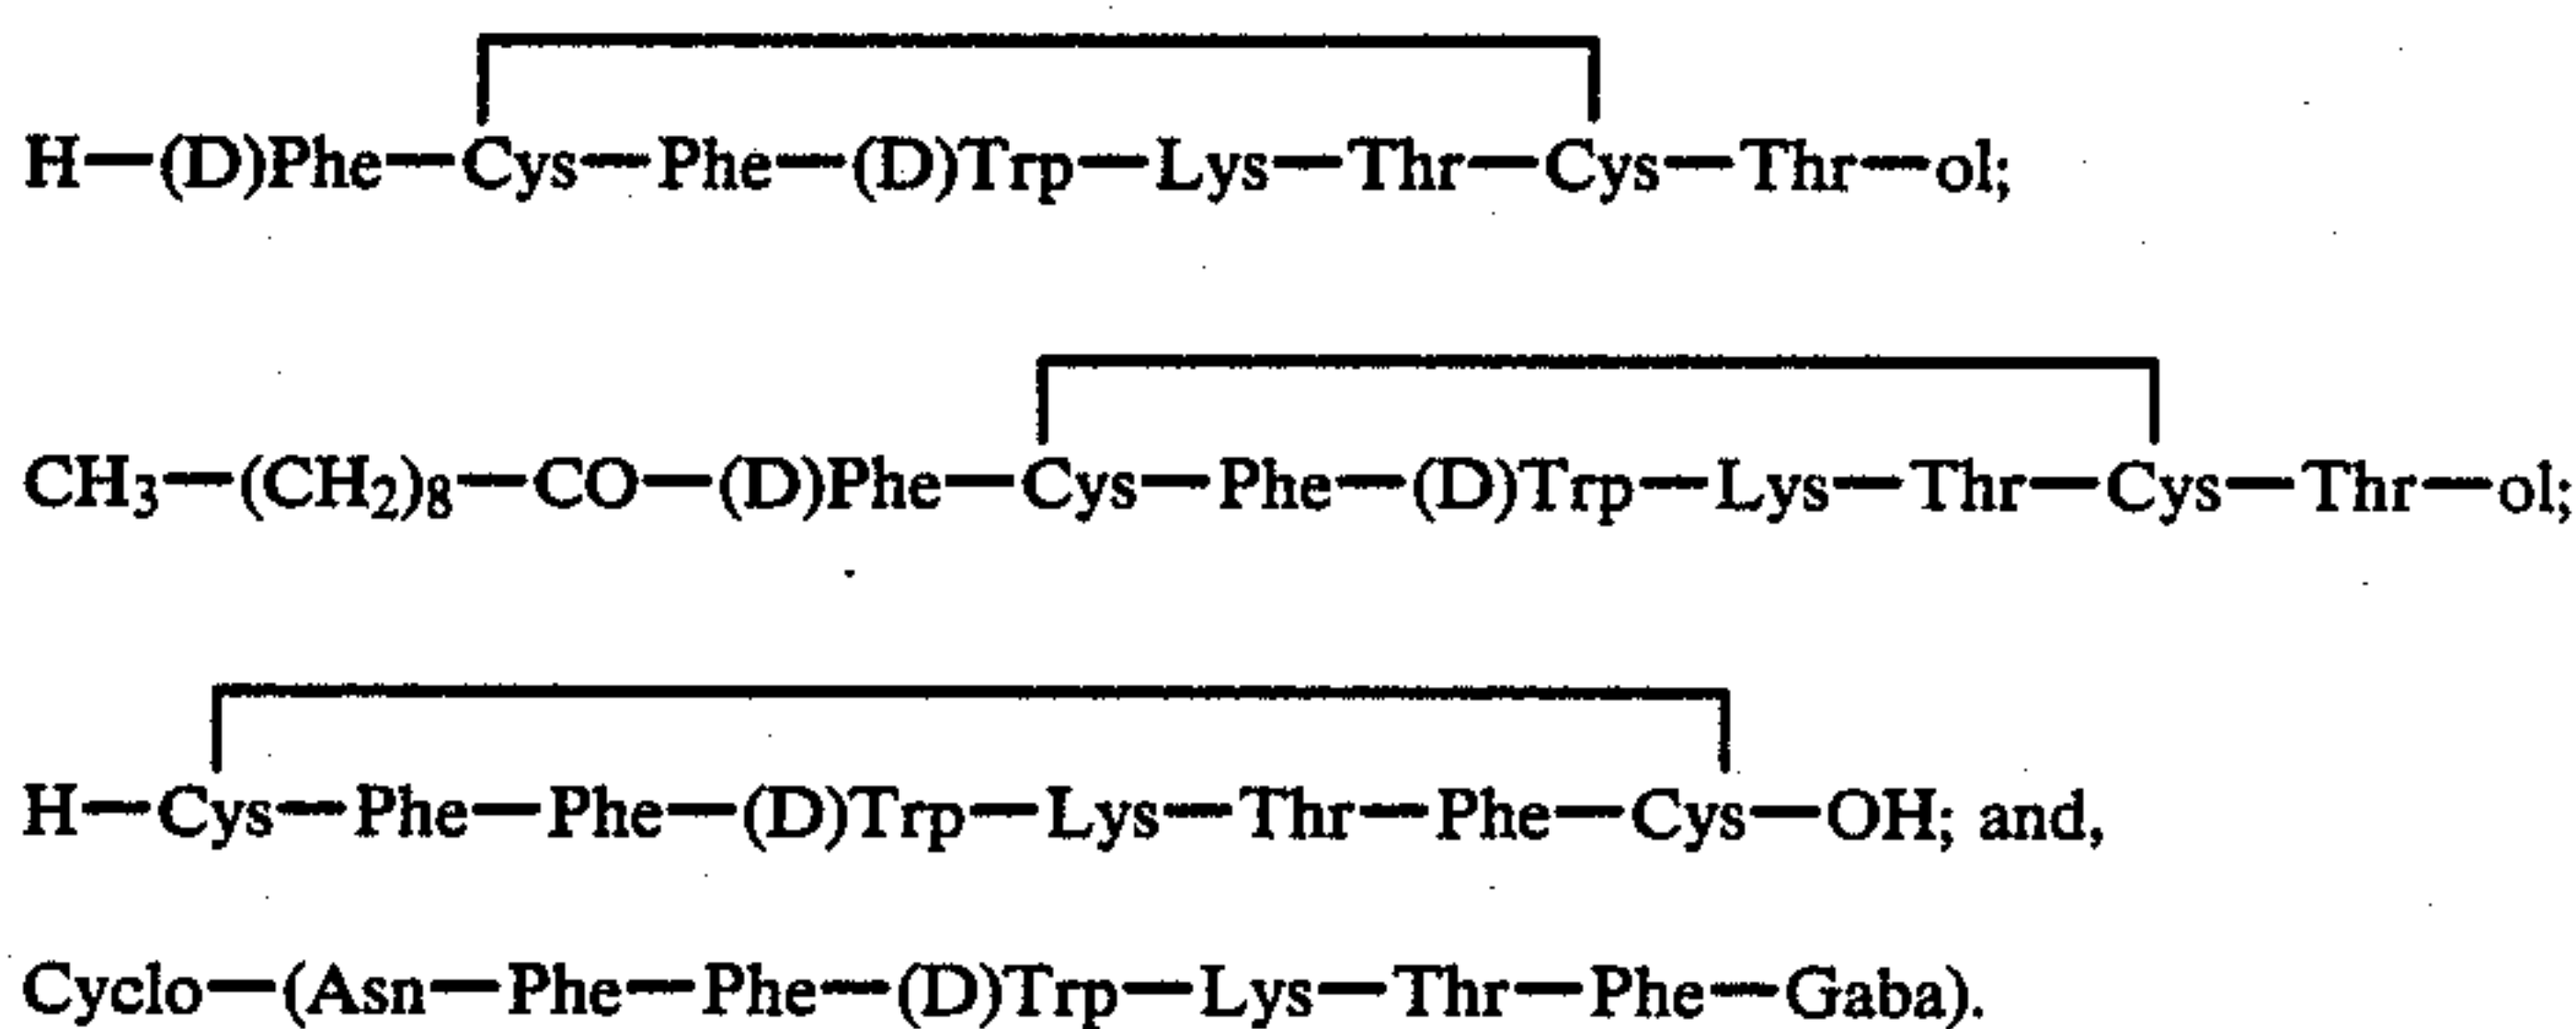 H—(D)Phe—Cys—Phe—(D)Trp—Lys—Thr—Cys—Thr—ol;
CH₃—(CH₂)₈—CO—(D)Phe—Cys—Phe—(D)Trp—Lys—Thr—Cys—Thr—ol;
H—Cys—Phe—Phe—(D)Trp—Lys—Thr—Phe—Cys—OH; and,
Cyclo—(Asn—Phe—Phe—(D)Trp—Lys—Thr—Phe—Gaba).